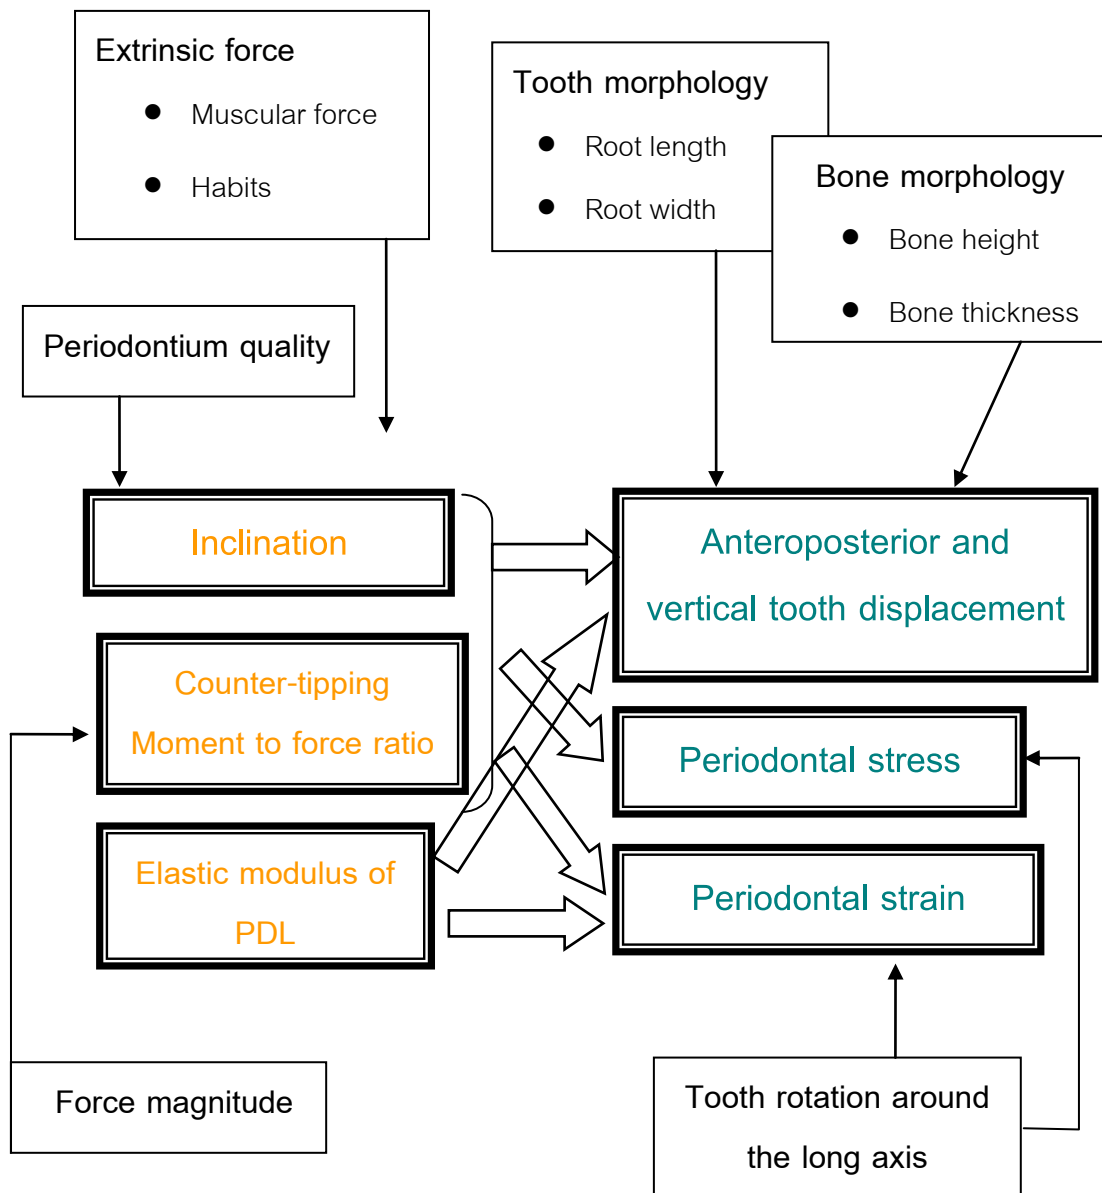 Extrinsic force
● Muscular force
● Habits
Tooth morphology
● Root length
● Root width
Bone morphology
● Bone height
● Bone thickness
Periodontium quality
Inclination
Anteroposterior and
vertical tooth displacement
Counter-tipping
Moment to force ratio
Periodontal stress
Elastic modulus of
PDL
Periodontal strain
Force magnitude
Tooth rotation around
the long axis